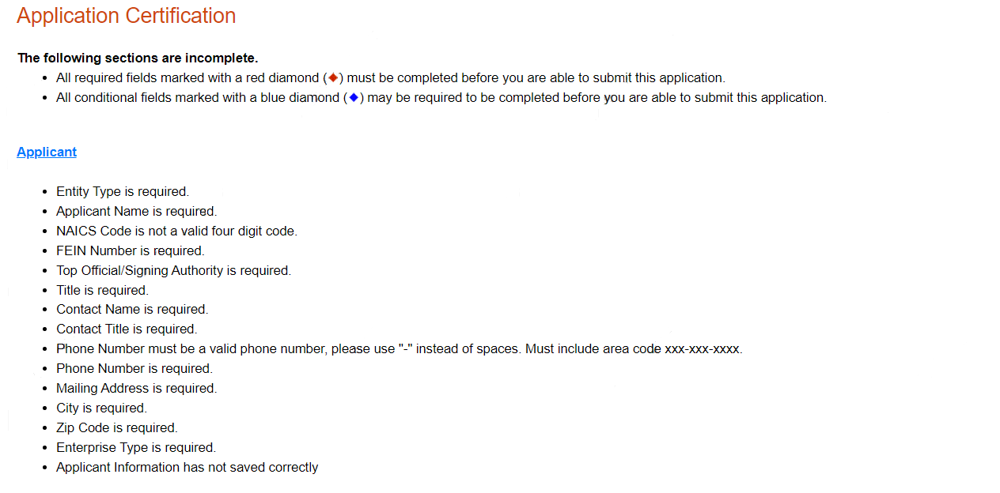 Application Certification
The following sections are incomplete.
• All required fields marked with a red diamond (◆) must be completed before you are able to submit this application.
• All conditional fields marked with a blue diamond (◆) may be required to be completed before you are able to submit this application.
Applicant
• Entity Type is required.
• Applicant Name is required.
• NAICS Code is not a valid four digit code.
• FEIN Number is required.
• Top Official/Signing Authority is required.
• Title is required.
• Contact Name is required.
• Contact Title is required.
• Phone Number must be a valid phone number, please use "-" instead of spaces. Must include area code xxx-xxx-xxxx.
• Phone Number is required.
• Mailing Address is required.
• City is required.
• Zip Code is required.
• Enterprise Type is required.
• Applicant Information has not saved correctly